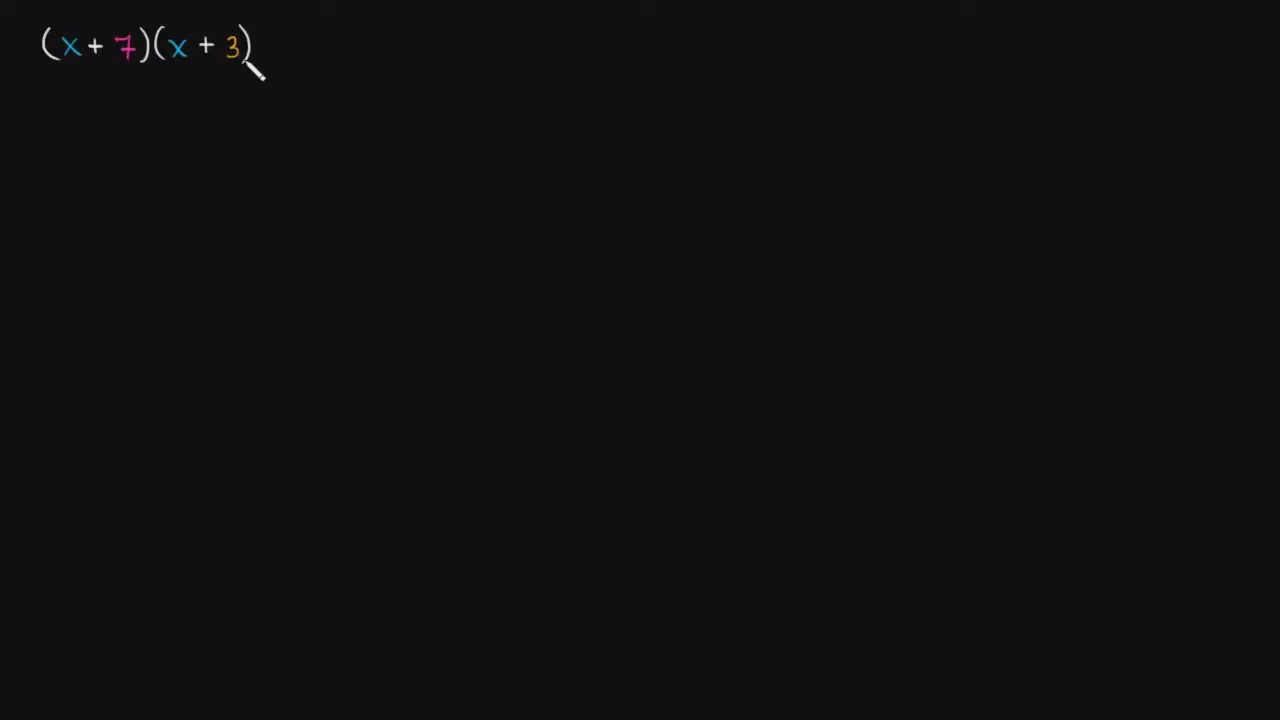 (x + 7)(x + 3)